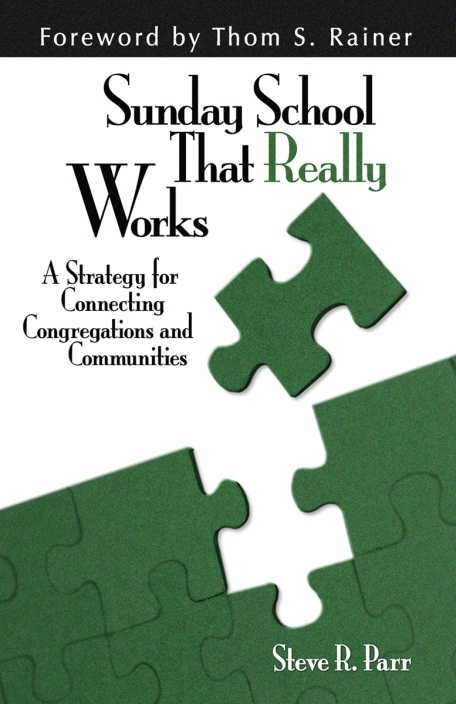 Foreword by Thom S. Rainer
Sunday School
That Really
Works
A Strategy for
Connecting
Congregations and
Communities
Steve R. Parr